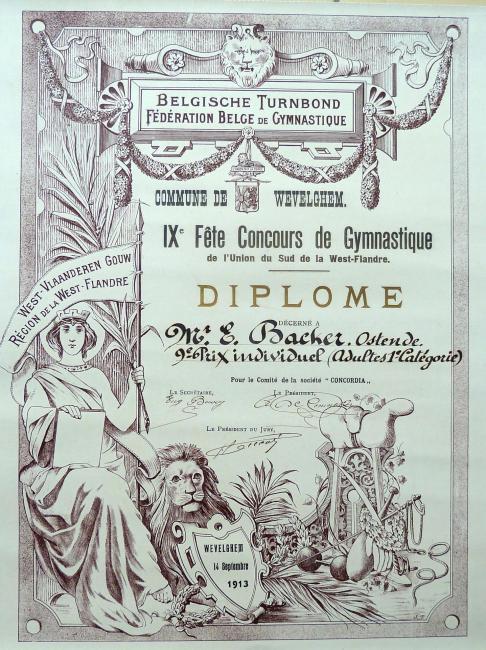 BELGISCHE TURNBOND
FÉDÉRATION BELGE DE GYMNASTIQUE
COMMUNE DE WEVELGHEM.
IXe Fête Concours de Gymnastique
de l'Union du Sud de la West-Flandre.
WEST-VLAANDEREN GOUW
RÉGION DE LA WEST-FLANDRE
DIPLOME
DÉCERNÉ A
Mr E. Bacher. Ostende.
9e Prix individuel (Adultes 1e Catégorie)
Pour le Comité de la société "CONCORDIA„
LE SECRÉTAIRE, LE PRÉSIDENT,
LE PRÉSIDENT DU JURY,
WEVELGHEM
14 Septembre
1913